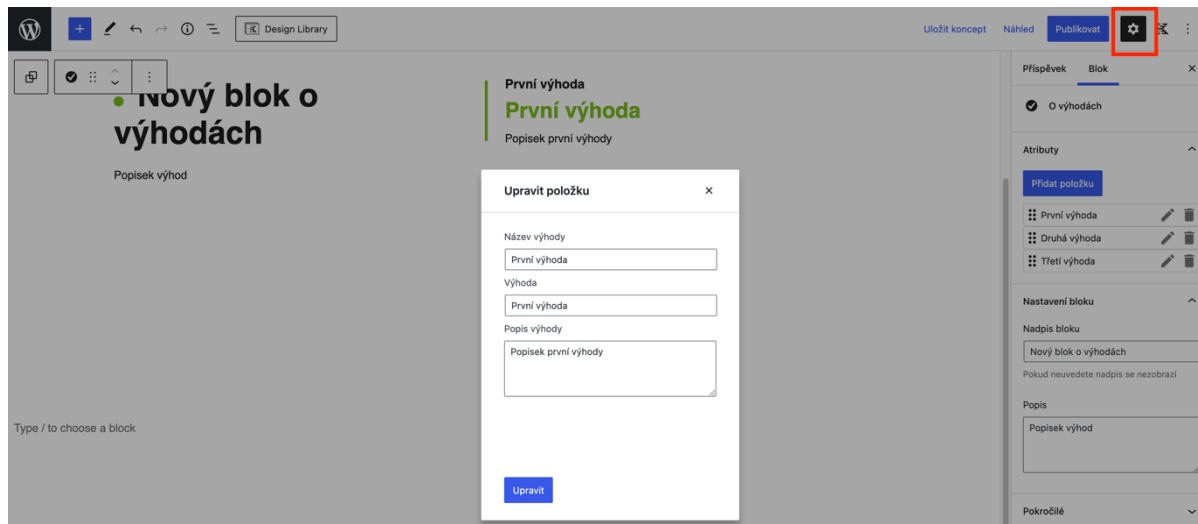 Design Library
Uložit koncept
Náhled
Publikovat
Nový blok o
výhodách
Popisek výhod
První výhoda
První výhoda
Popisek první výhody
Type / to choose a block
Upravit položku
Název výhody
První výhoda
Výhoda
První výhoda
Popis výhody
Popisek první výhody
Upravit
Příspěvek
Blok
O výhodách
Atributy
Přidat položku
První výhoda
Druhá výhoda
Třetí výhoda
Nastavení bloku
Nadpis bloku
Nový blok o výhodách
Pokud neuvedete nadpis se nezobrazí
Popis
Popisek výhod
Pokročilé